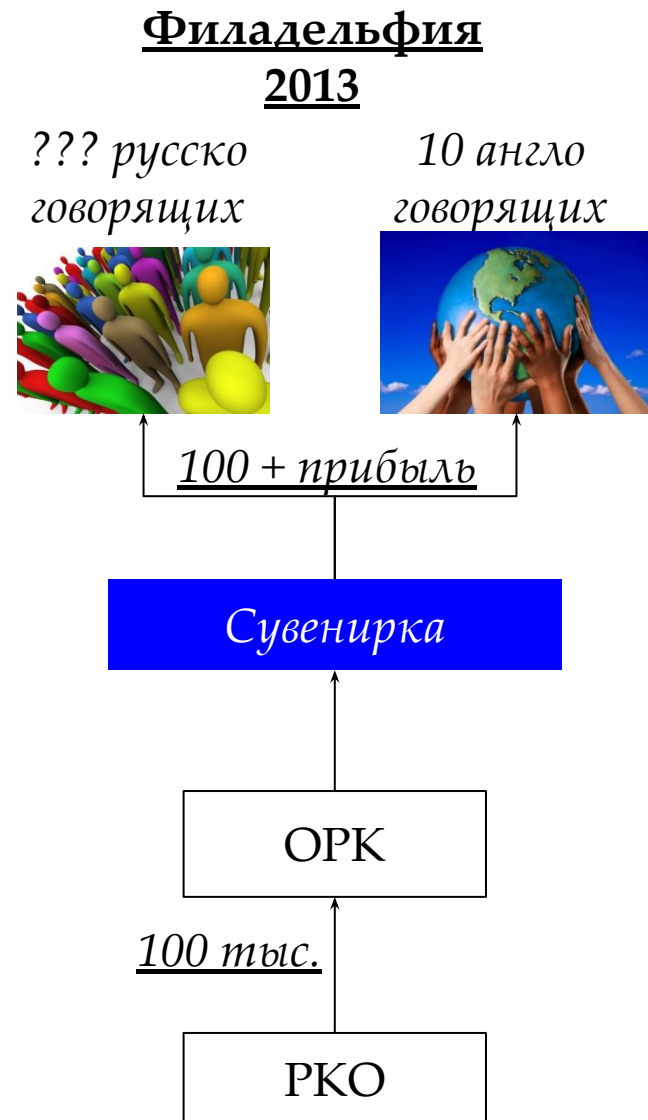 Филадельфия
2013
??? русско
говорящих
10 англо
говорящих
100 + прибыль
Сувенирка
ОРК
100 тыс.
РКО